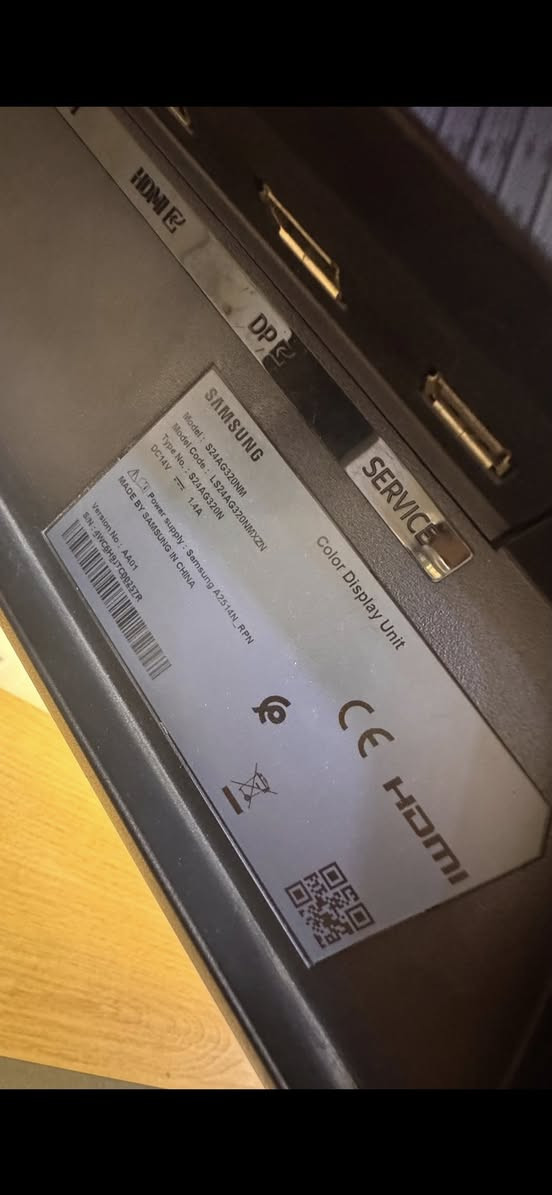 HDMI
DP
SERVICE
SAMSUNG
Color Display Unit
Model : S24AG320NM
Model Code : LS24AG320NMXZN
Type No. : S24AG320N
DC14V 1.4A
Power supply : Samsung A2514N_RPN
MADE BY SAMSUNG IN CHINA
Version No : AA01
S/N :
CE
HDMI